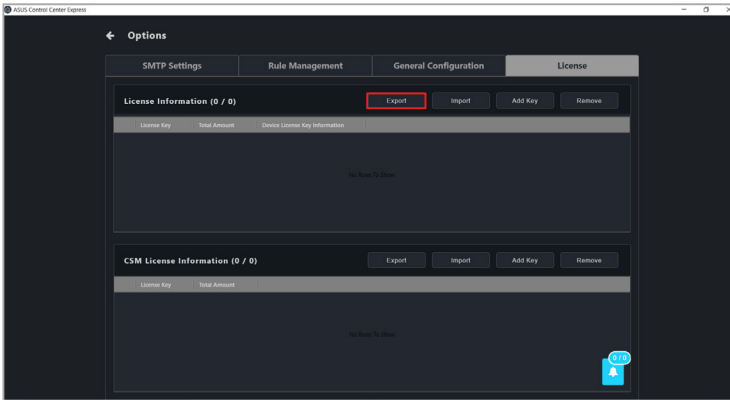 ASUS Control Center Express
Options
SMTP Settings Rule Management General Configuration License
License Information (0 / 0) Export Import Add Key Remove
License Key Total Amount Device License Key Information
No Rows To Show
CSM License Information (0 / 0) Export Import Add Key Remove
License Key Total Amount
No Rows To Show
0 / 0